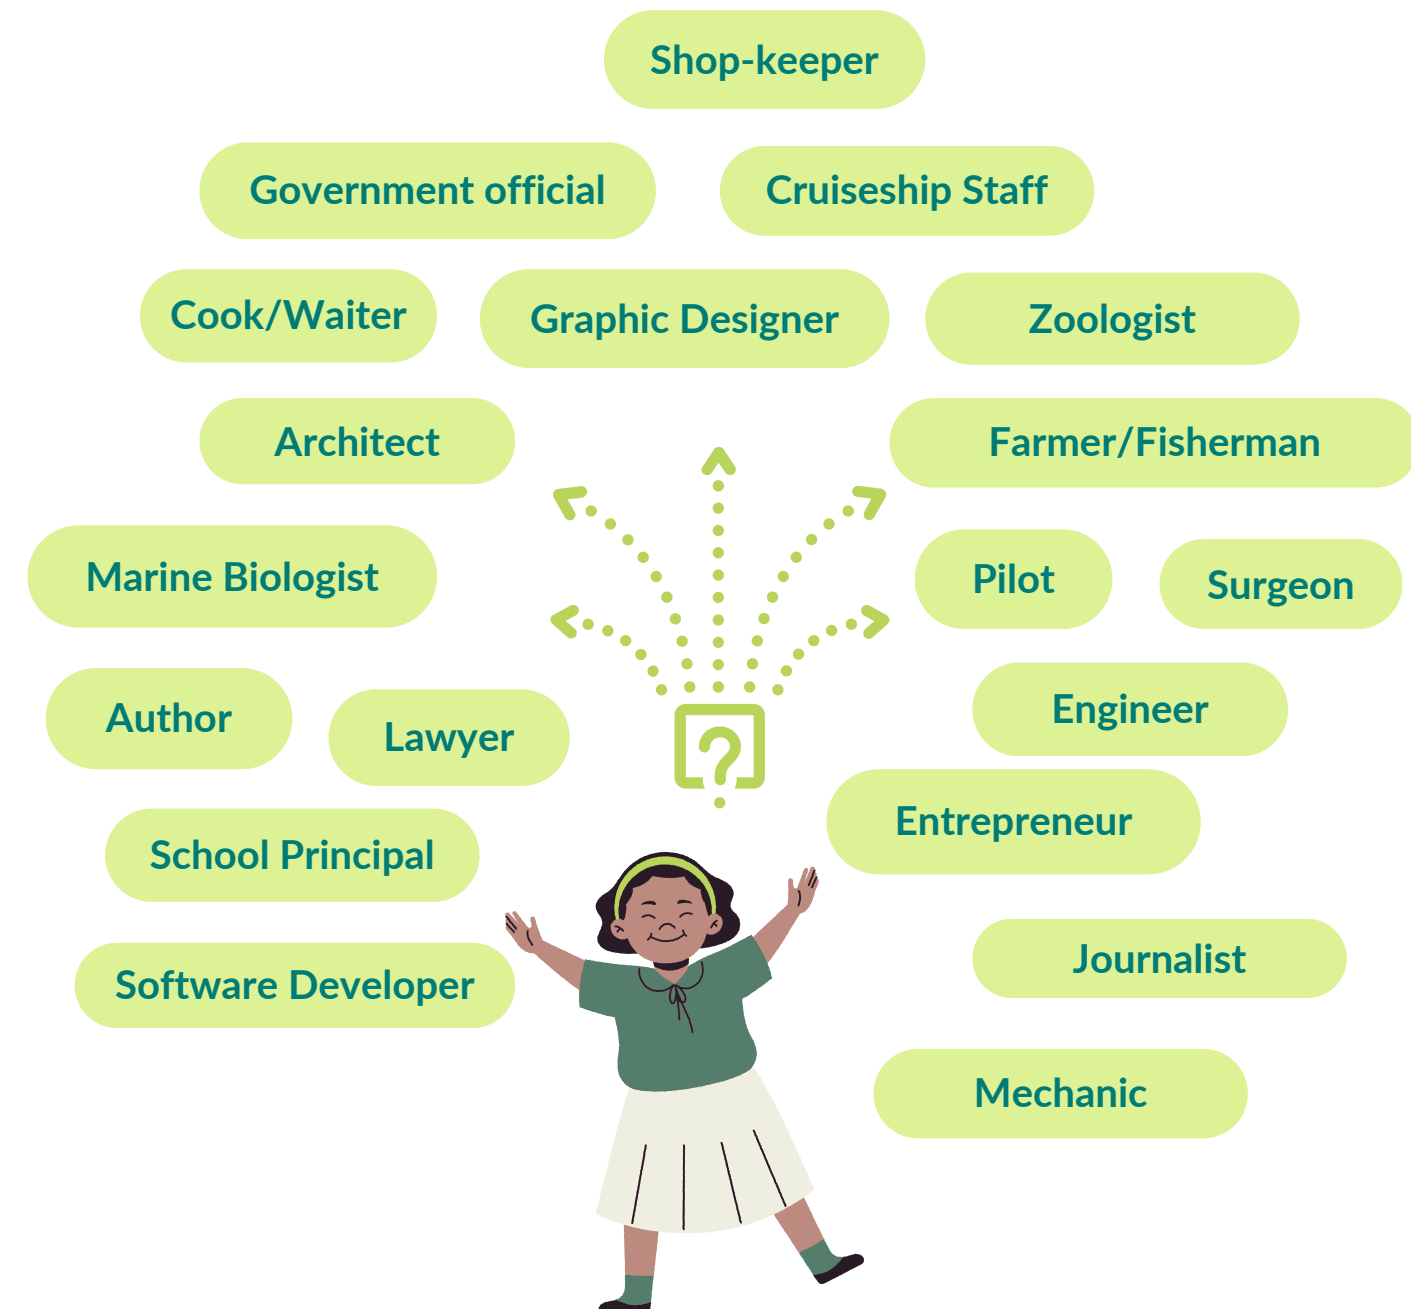 Shop-keeper
Government official
Cruiseship Staff
Cook/Waiter
Graphic Designer
Zoologist
Architect
Farmer/Fisherman
Marine Biologist
Pilot
Surgeon
Author
Lawyer
Engineer
?
School Principal
Entrepreneur
Software Developer
Journalist
Mechanic